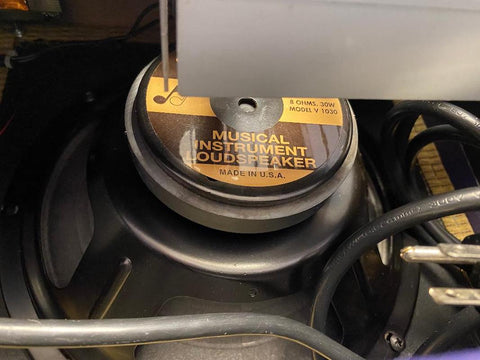 8 OHMS. 30W
MODEL V 1030
MUSICAL
INSTRUMENT
LOUDSPEAKER
MADE IN U.S.A.